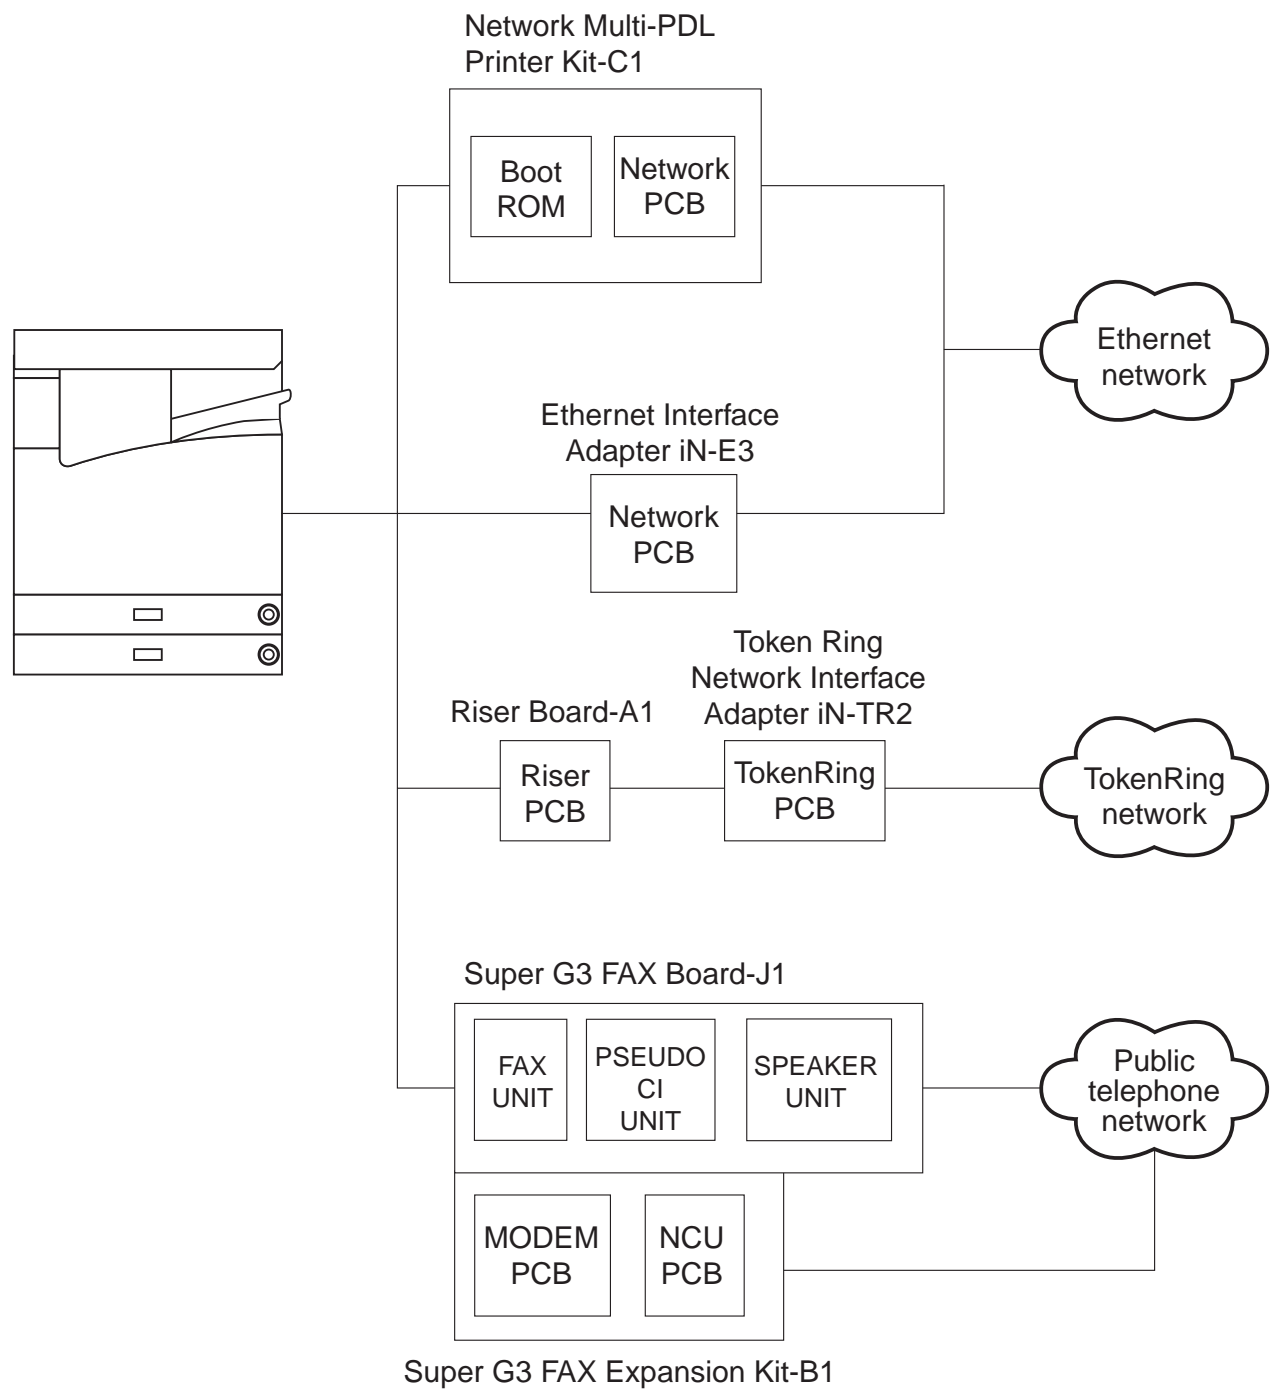 Network Multi-PDL
Printer Kit-C1
Boot
ROM
Network
PCB
Ethernet
network
Ethernet Interface
Adapter iN-E3
Network
PCB
Token Ring
Network Interface
Adapter iN-TR2
Riser Board-A1
Riser
PCB
TokenRing
PCB
TokenRing
network
Super G3 FAX Board-J1
FAX
UNIT
PSEUDO
CI
UNIT
SPEAKER
UNIT
Public
telephone
network
MODEM
PCB
NCU
PCB
Super G3 FAX Expansion Kit-B1